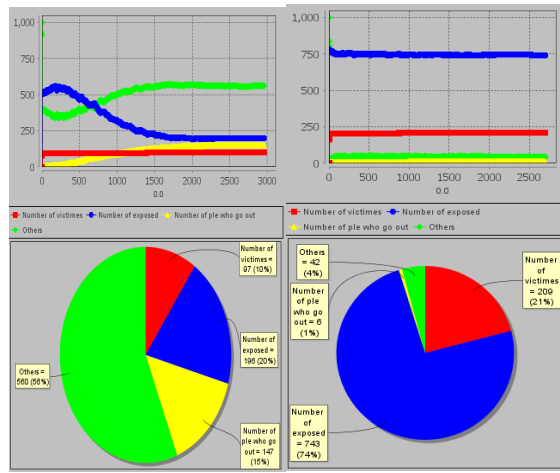 1,000
750
500
250
0
0
500
1000
1500
2000
2500
3000
0.0
Number of victimes
Number of exposed
Number of ple who go out
Others
1,000
750
500
250
0
0
500
1000
1500
2000
2500
0.0
Number of victimes
Number of exposed
Number of ple who go out
Others
Number of
victimes =
97 (10%)
Number of
exposed =
196 (20%)
Number of ple
who go out = 147
(15%)
Others =
560 (56%)
Others = 42
(4%)
Number of
ple who go
out = 6
(1%)
Number of
victimes = 209
(21%)
Number of
exposed =
743
(74%)